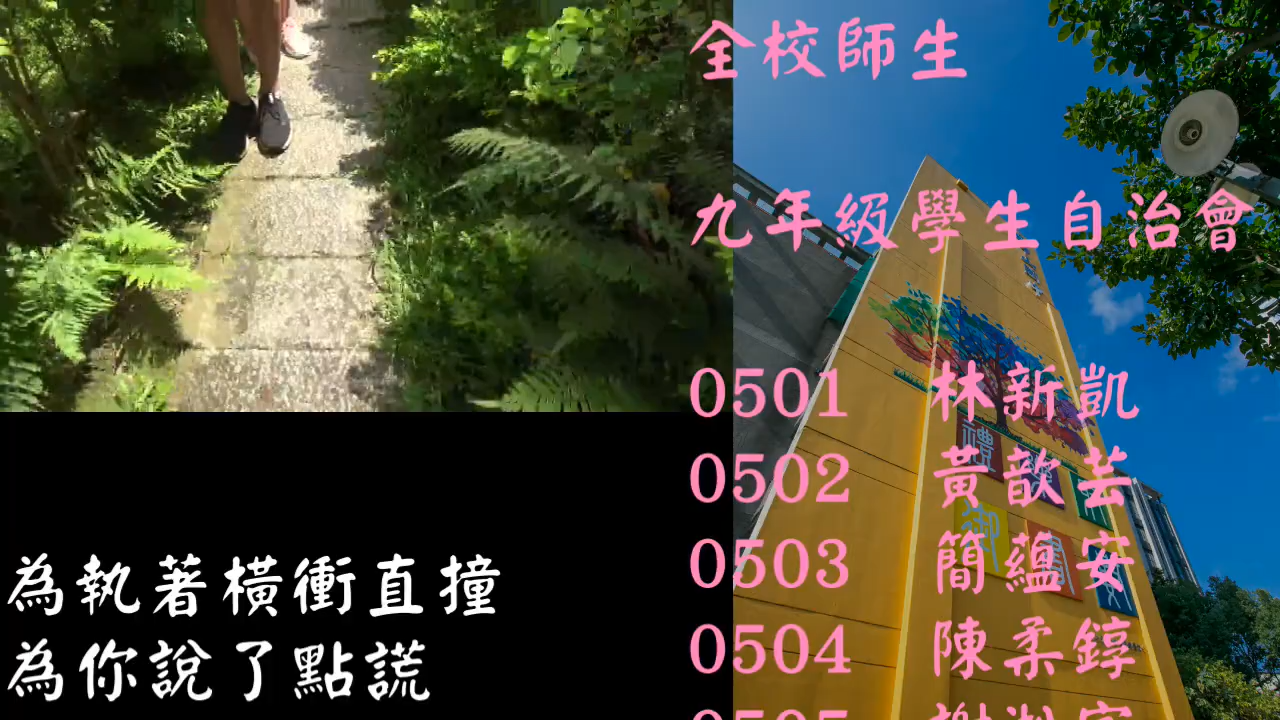 全校師生
九年級學生自治會
0501 林新凱
0502 黃歆芸
0503 簡蘊安
0504 陳柔錞
為執著橫衝直撞
為你說了點謊
禮
御